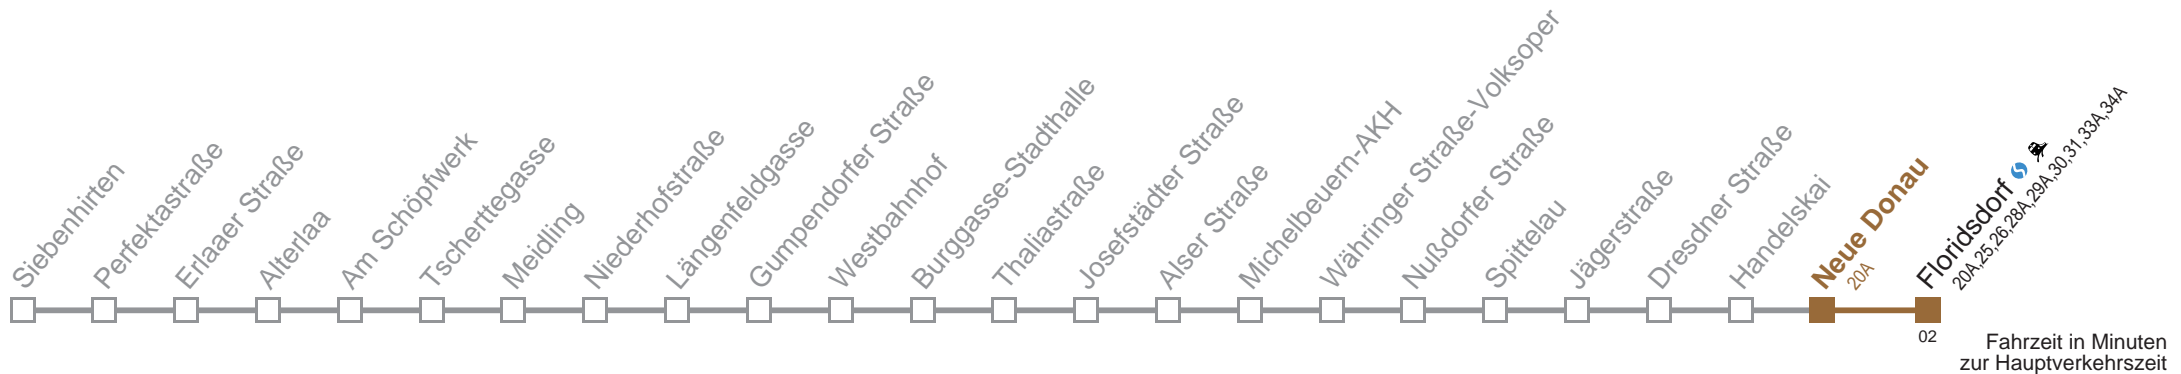 Siebenhirten
Perfektastraße
Erlaaer Straße
Alterlaa
Am Schöpfwerk
Tscherttegasse
Meidling
Niederhofstraße
Längenfeldgasse
Gumpendorfer Straße
Westbahnhof
Burggasse-Stadthalle
Thaliastraße
Josefstädter Straße
Alser Straße
Michelbeuern-AKH
Währinger Straße-Volksoper
Nußdorfer Straße
Spittelau
Jägerstraße
Dresdner Straße
Handelskai
Neue Donau
20A
Floridsdorf
20A,25,26,28A,29A,30,31,33A,34A
02
Fahrzeit in Minuten
zur Hauptverkehrszeit